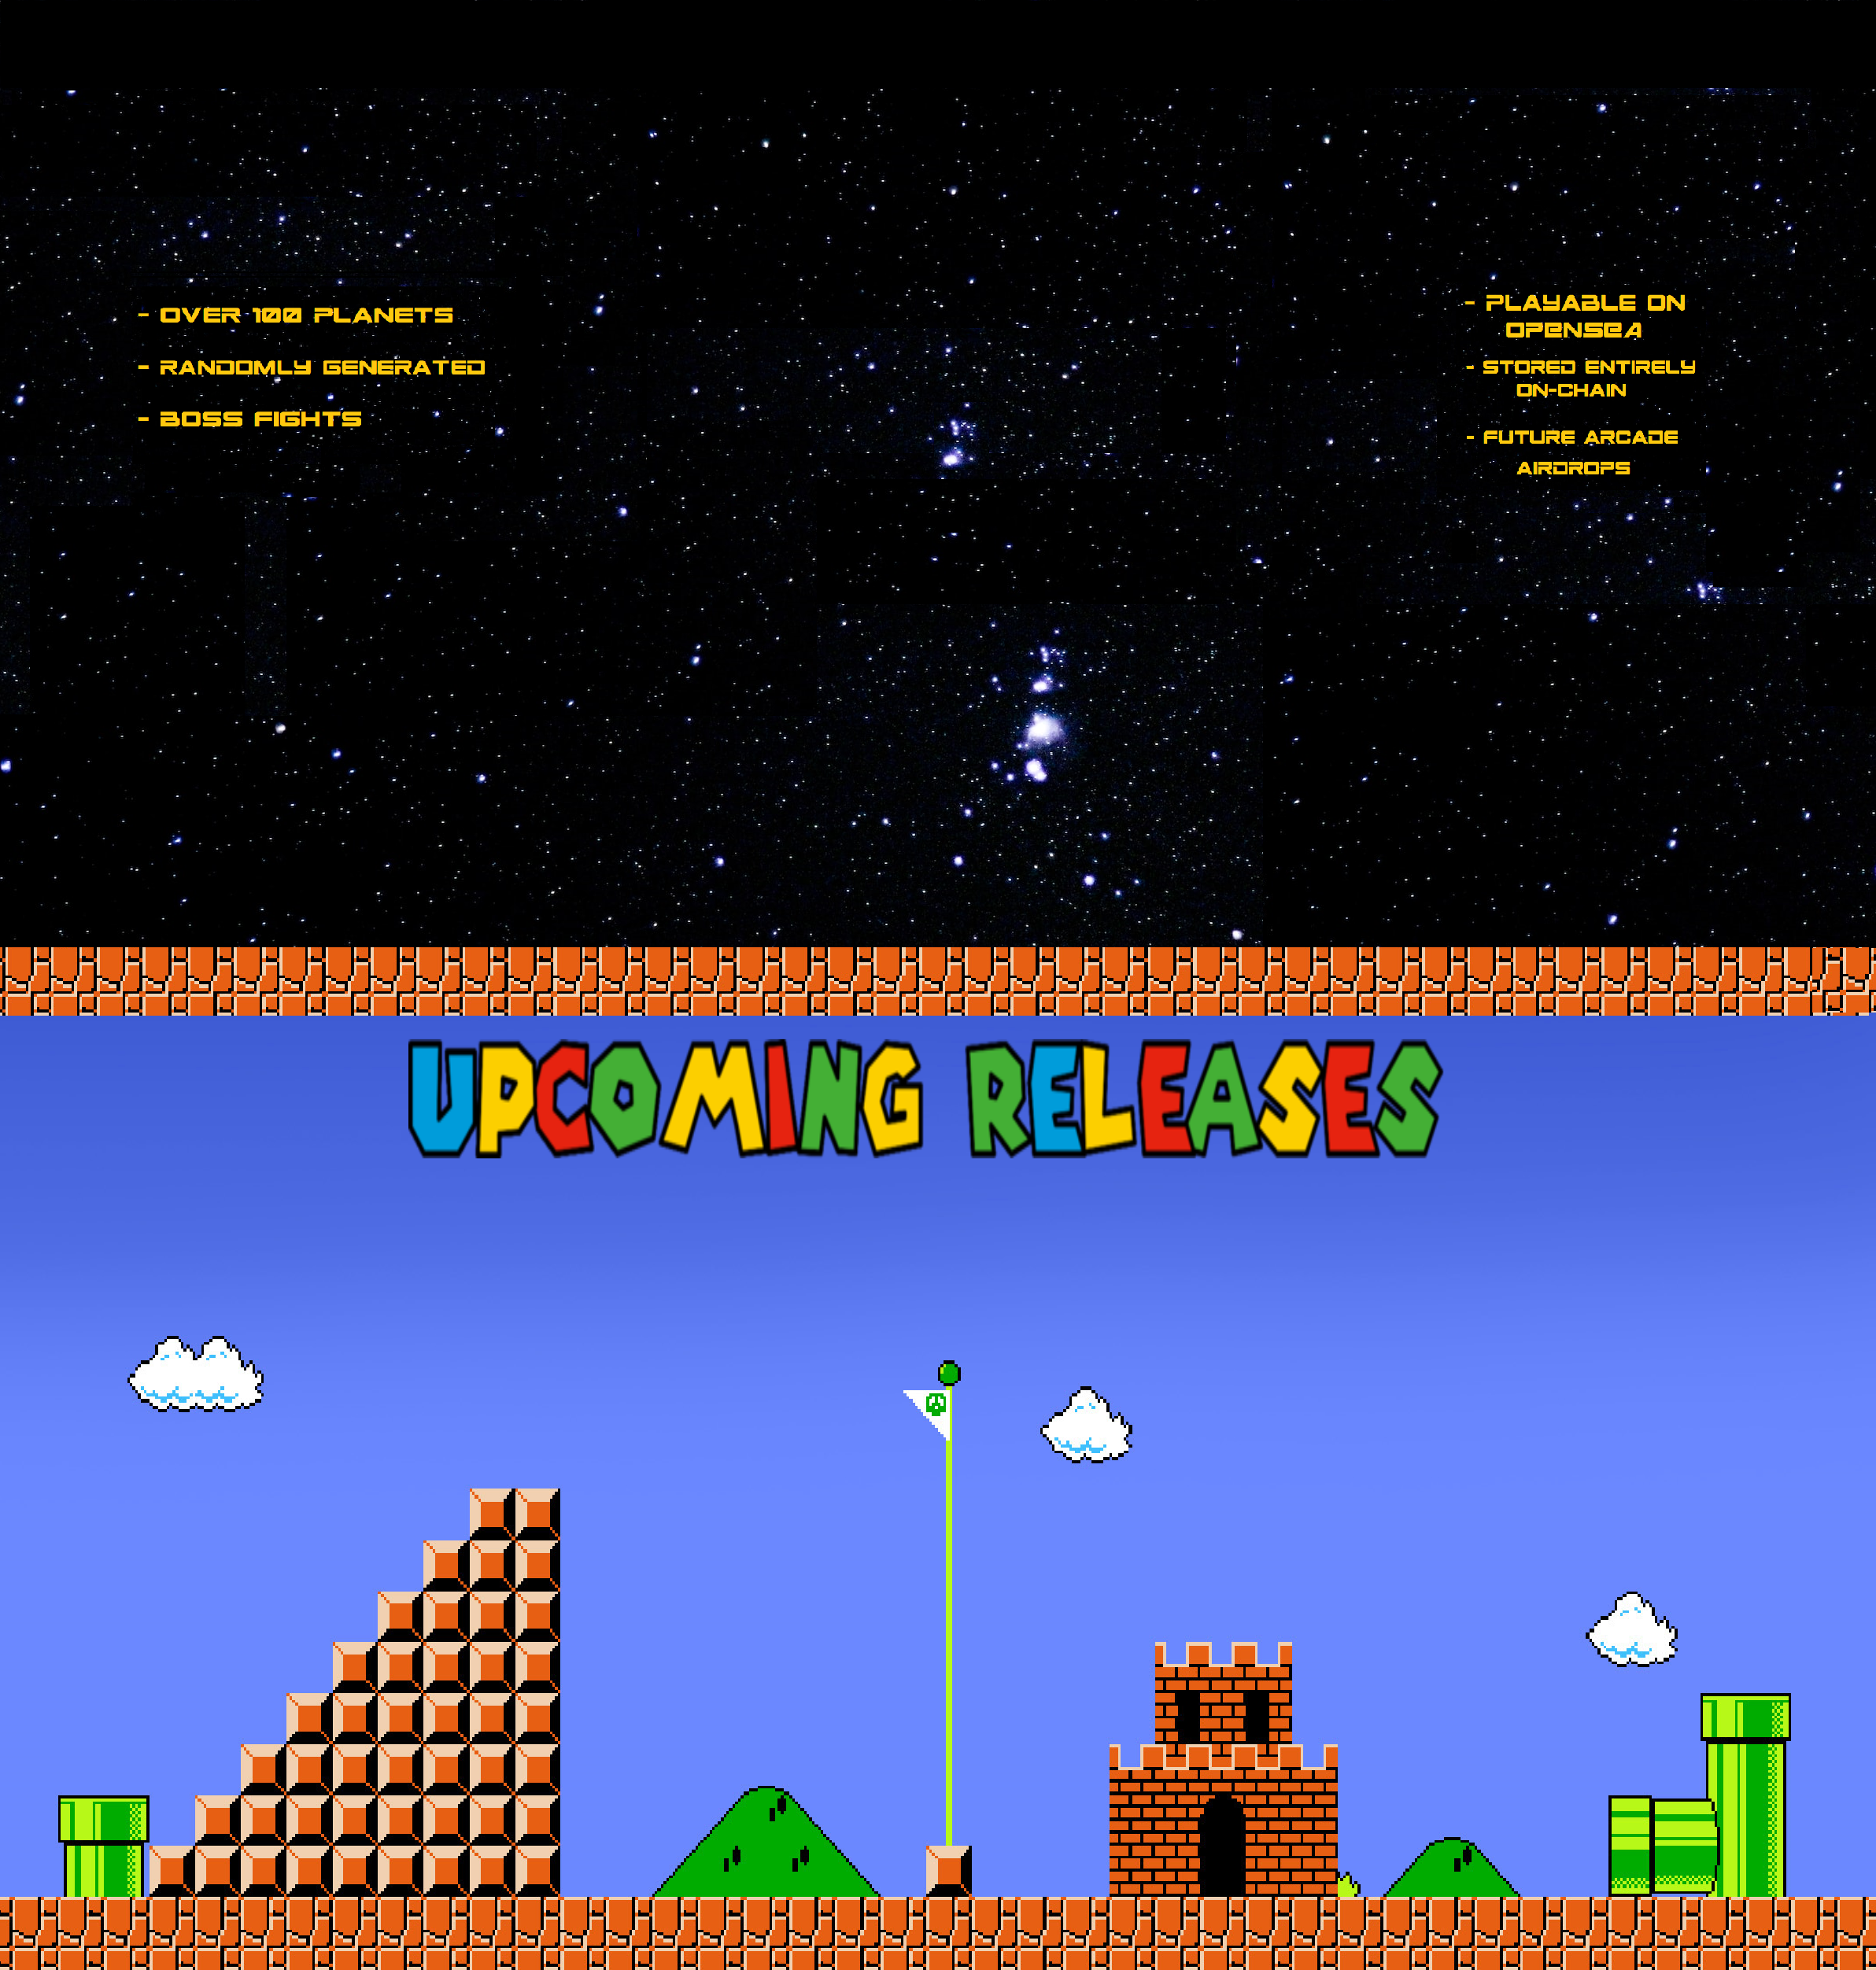 - OVER 100 PLANETS
- RANDOMLY GENERATED
- BOSS FIGHTS
- PLAYABLE ON
OPENSEA
- STORED ENTIRELY
ON-CHAIN
- FUTURE ARCADE
AIRDROPS
UPCOMING RELEASES